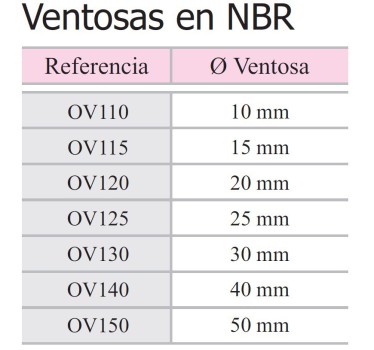 Ventosas en NBR
Referencia Ø Ventosa
OV110 10 mm
OV115 15 mm
OV120 20 mm
OV125 25 mm
OV130 30 mm
OV140 40 mm
OV150 50 mm